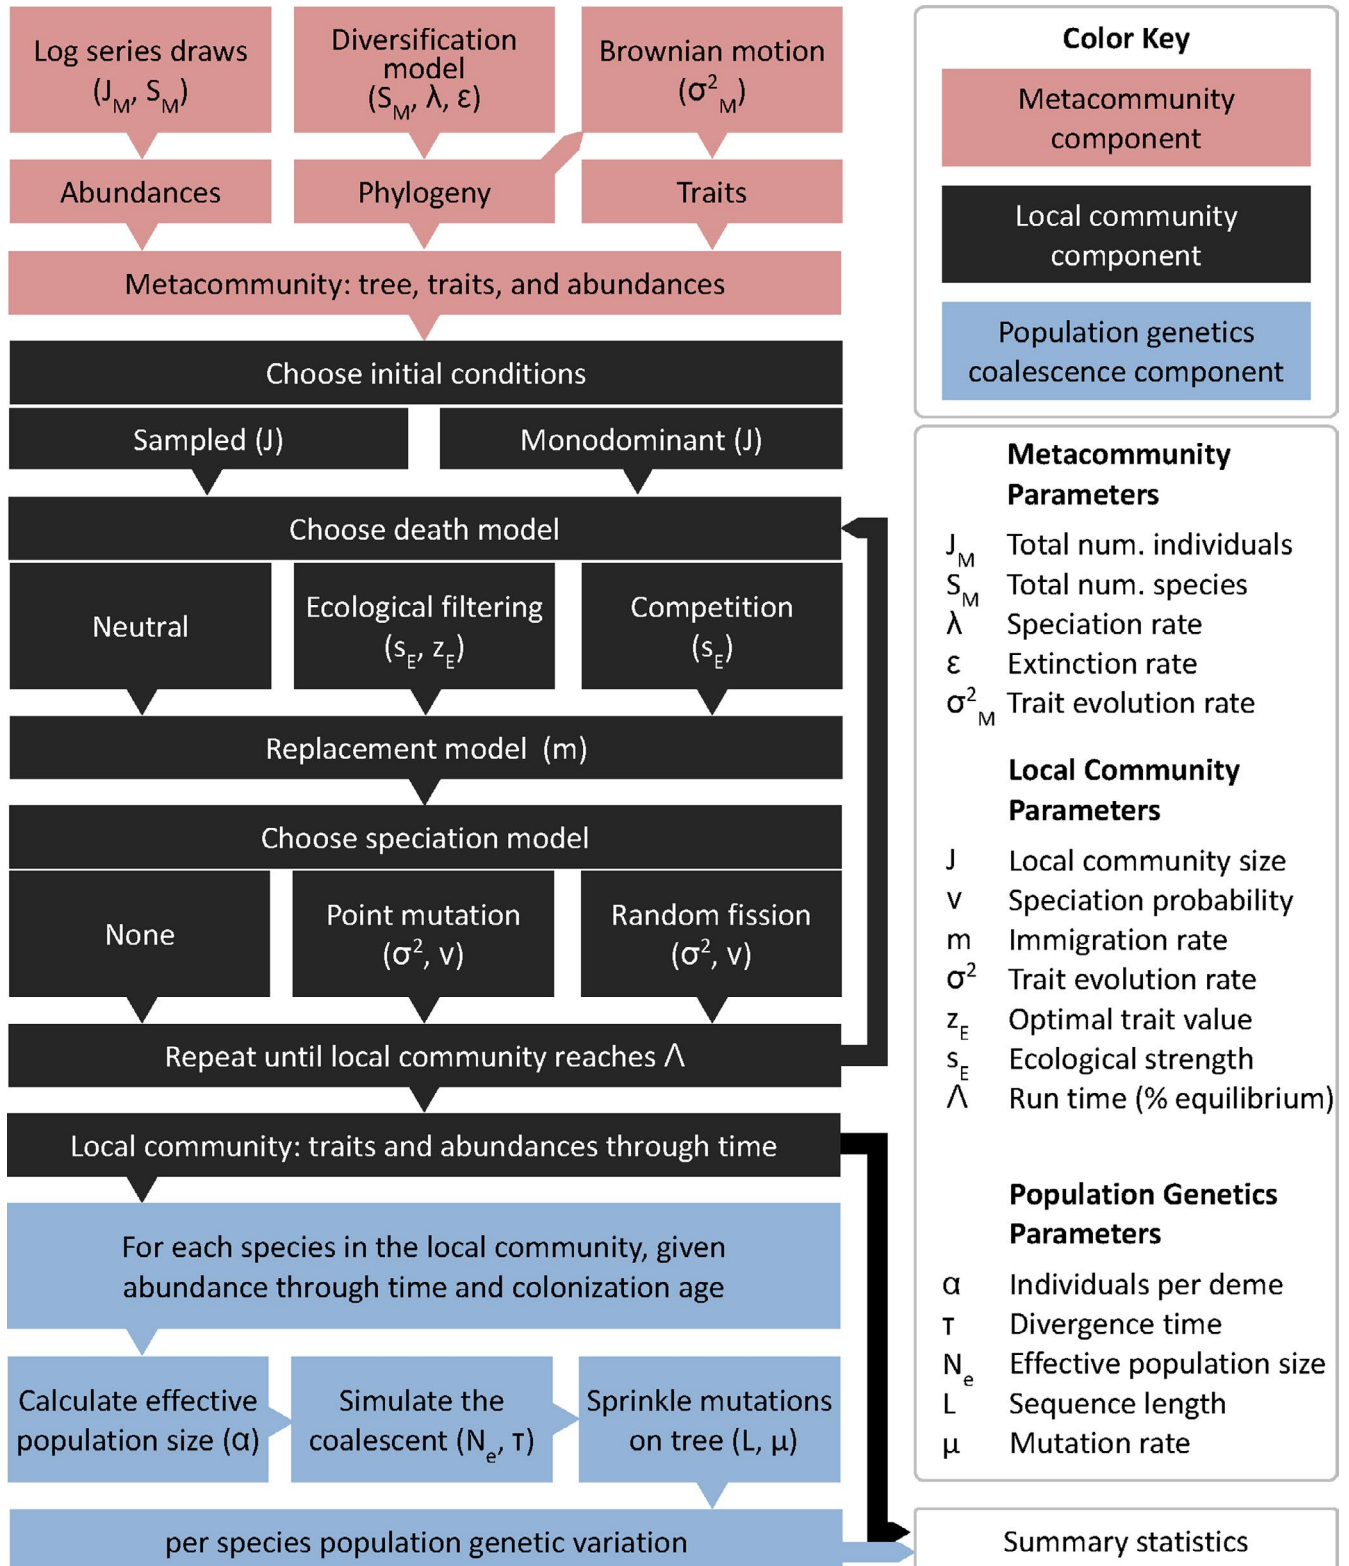 Log series draws
(J_M, S_M)
Diversification
model
(S_M, λ, ε)
Brownian motion
(σ²_M)
Abundances
Phylogeny
Traits
Metacommunity: tree, traits, and abundances
Choose initial conditions
Sampled (J)
Monodominant (J)
Choose death model
Neutral
Ecological filtering
(s_E, z_E)
Competition
(s_E)
Replacement model (m)
Choose speciation model
None
Point mutation
(σ², ν)
Random fission
(σ², ν)
Repeat until local community reaches Λ
Local community: traits and abundances through time
For each species in the local community, given
abundance through time and colonization age
Calculate effective
population size (α)
Simulate the
coalescent (N_e, τ)
Sprinkle mutations
on tree (L, μ)
per species population genetic variation
Color Key
Metacommunity
component
Local community
component
Population genetics
coalescence component
Metacommunity
Parameters
J_M Total num. individuals
S_M Total num. species
λ Speciation rate
ε Extinction rate
σ²_M Trait evolution rate
Local Community
Parameters
J Local community size
ν Speciation probability
m Immigration rate
σ² Trait evolution rate
z_E Optimal trait value
s_E Ecological strength
Λ Run time (% equilibrium)
Population Genetics
Parameters
α Individuals per deme
τ Divergence time
N_e Effective population size
L Sequence length
μ Mutation rate
Summary statistics